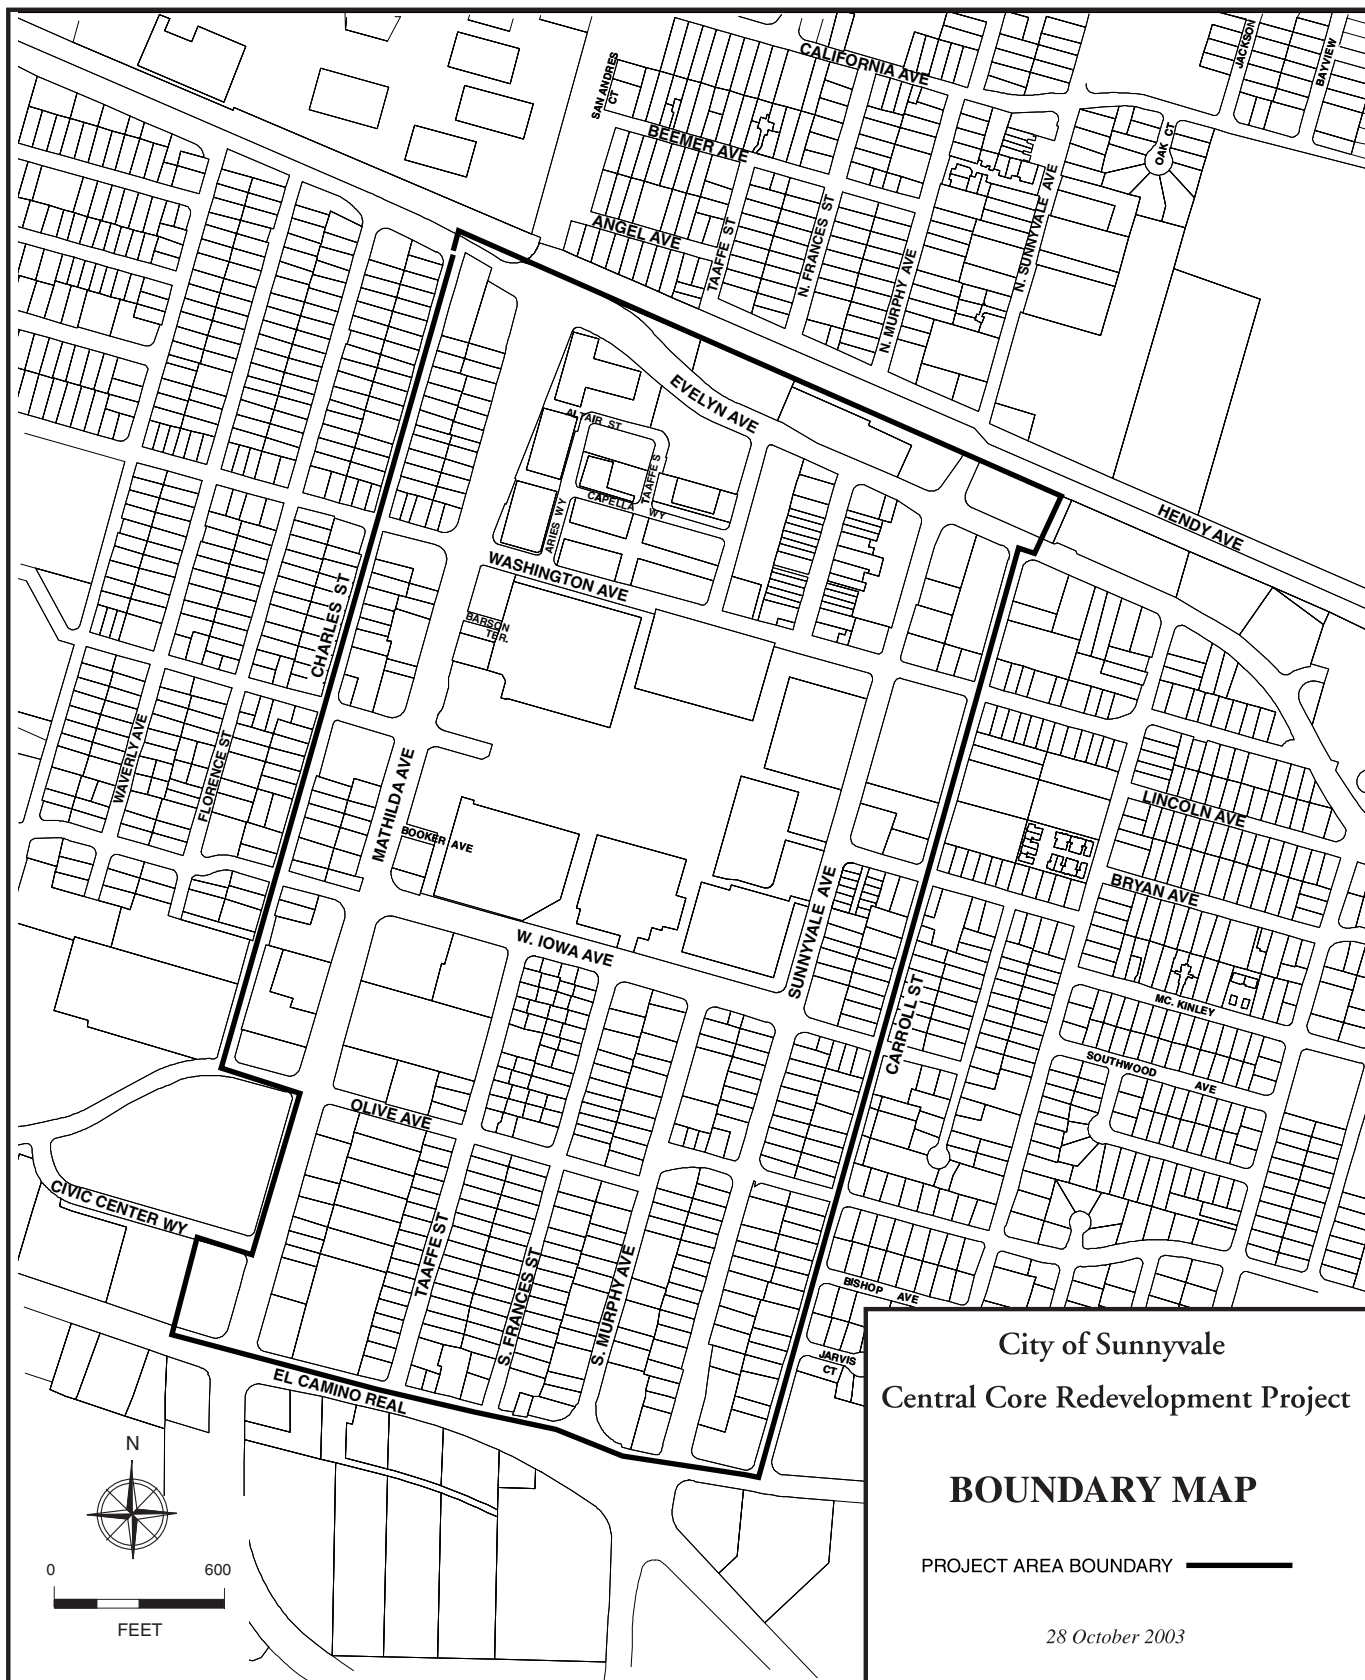 CALIFORNIA AVE
JACKSON
BAYVIEW
SAN ANDRES
CT
BEEMER AVE
OAK CT
ANGEL AVE
TAAFFE ST
N. FRANCES ST
N. MURPHY AVE
N. SUNNYVALE AVE
EVELYN AVE
ALTAIR ST
TAAFFE S
CAPELLA WY
ARIES WY
HENDY AVE
WASHINGTON AVE
CHARLES ST
BARSON
TER.
WAVERLY AVE
FLORENCE ST
MATHILDA AVE
BOOKER AVE
LINCOLN AVE
BRYAN AVE
SUNNYVALE AVE
W. IOWA AVE
CARROLL ST
MC. KINLEY
SOUTHWOOD AVE
OLIVE AVE
CIVIC CENTER WY
TAAFFE ST
S. FRANCES ST
S. MURPHY AVE
BISHOP AVE
JARVIS
CT
EL CAMINO REAL
N
0 600
FEET
City of Sunnyvale
Central Core Redevelopment Project
BOUNDARY MAP
PROJECT AREA BOUNDARY
28 October 2003